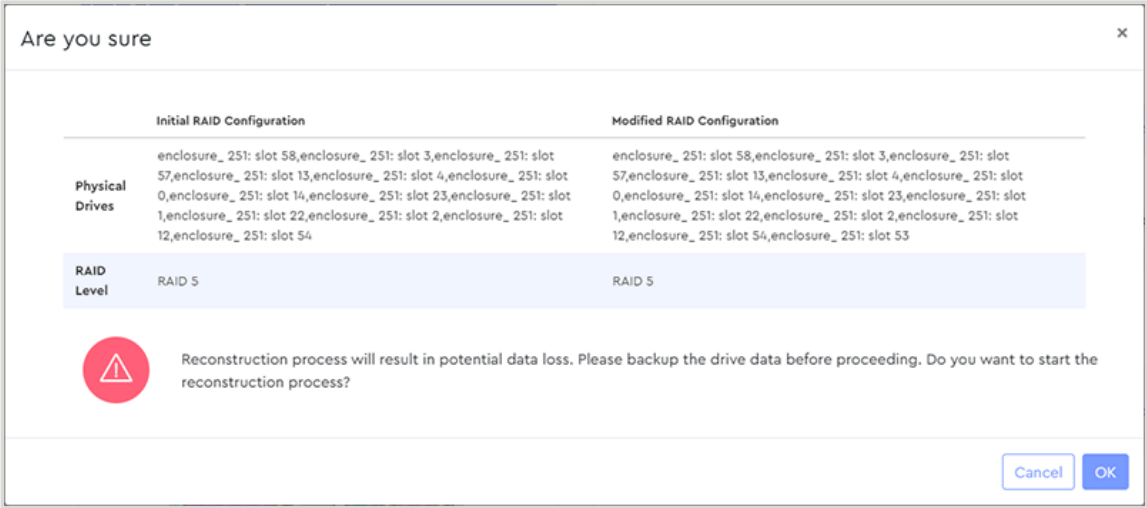 Are you sure
×
Initial RAID Configuration
Modified RAID Configuration
Physical
Drives
enclosure_ 251: slot 58,enclosure_ 251: slot 3,enclosure_ 251: slot
57,enclosure_ 251: slot 13,enclosure_ 251: slot 4,enclosure_ 251: slot
0,enclosure_ 251: slot 14,enclosure_ 251: slot 23,enclosure_ 251: slot
1,enclosure_ 251: slot 22,enclosure_ 251: slot 2,enclosure_ 251: slot
12,enclosure_ 251: slot 54
enclosure_ 251: slot 58,enclosure_ 251: slot 3,enclosure_ 251: slot
57,enclosure_ 251: slot 13,enclosure_ 251: slot 4,enclosure_ 251: slot
0,enclosure_ 251: slot 14,enclosure_ 251: slot 23,enclosure_ 251: slot
1,enclosure_ 251: slot 22,enclosure_ 251: slot 2,enclosure_ 251: slot
12,enclosure_ 251: slot 54,enclosure_ 251: slot 53
RAID
Level
RAID 5
RAID 5
Reconstruction process will result in potential data loss. Please backup the drive data before proceeding. Do you want to start the
reconstruction process?
Cancel
OK